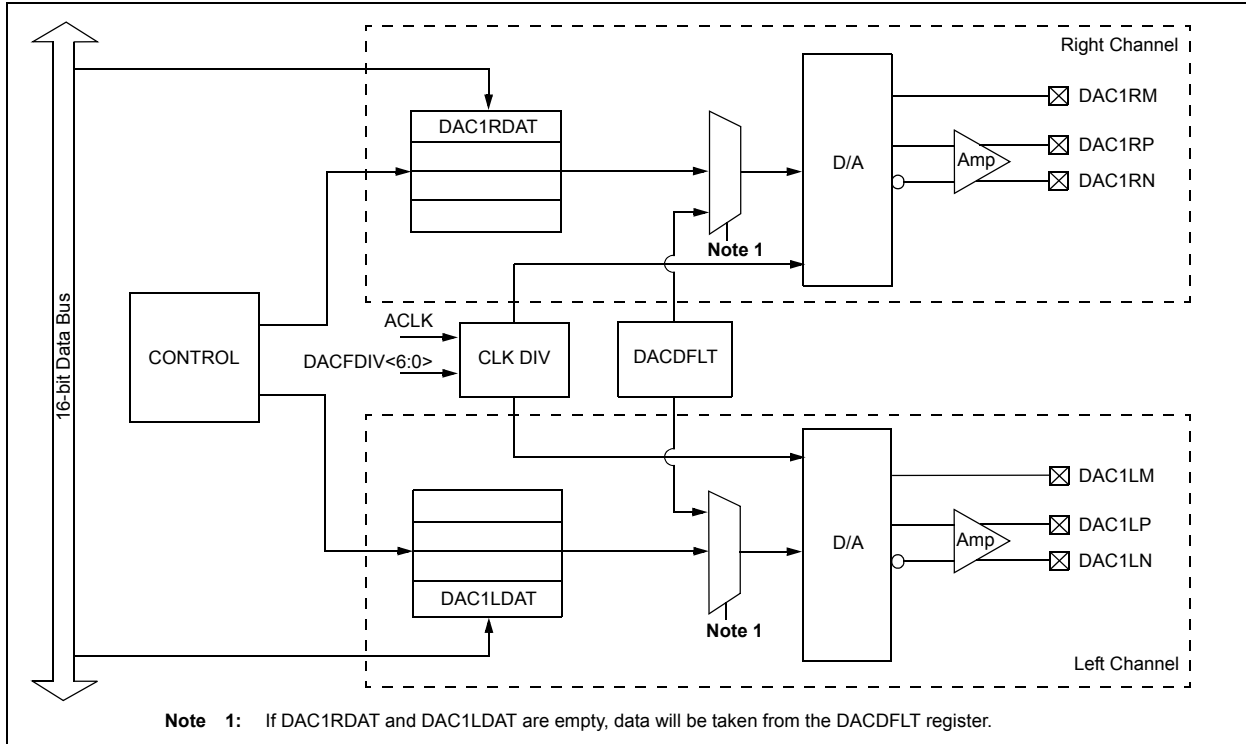 Right Channel
DAC1RM
DAC1RDAT
DAC1RP
D/A
Amp
DAC1RN
Note 1
16-bit Data Bus
ACLK
CONTROL
DACFDIV<6:0>
CLK DIV
DACDFLT
DAC1LM
DAC1LP
D/A
Amp
DAC1LN
DAC1LDAT
Note 1
Left Channel
Note 1: If DAC1RDAT and DAC1LDAT are empty, data will be taken from the DACDFLT register.